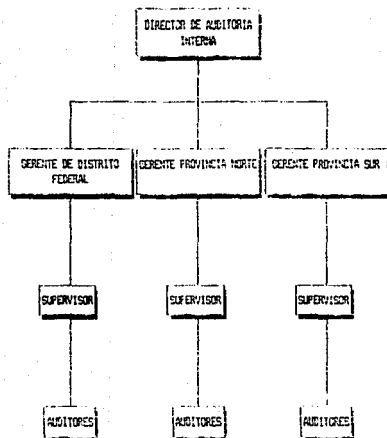 DIRECTOR DE AUDITORIA
INTERNA
GERENTE DE DISTRITO
FEDERAL
GERENTE PROVINCIA NORTE
GERENTE PROVINCIA SUR
SUPERVISOR
SUPERVISOR
SUPERVISOR
AUDITORES
AUDITORES
AUDITORES